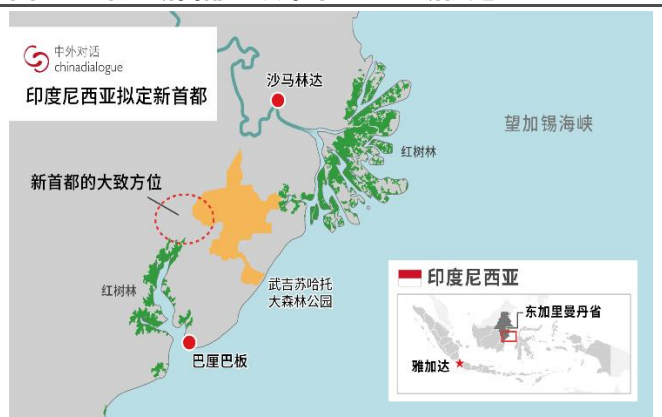 中外对话
chinadialogue
印度尼西亚拟定新首都
沙马林达
望加锡海峡
红树林
新首都的大致方位
武吉苏哈托
大森林公园
红树林
巴厘巴板
印度尼西亚
东加里曼丹省
雅加达